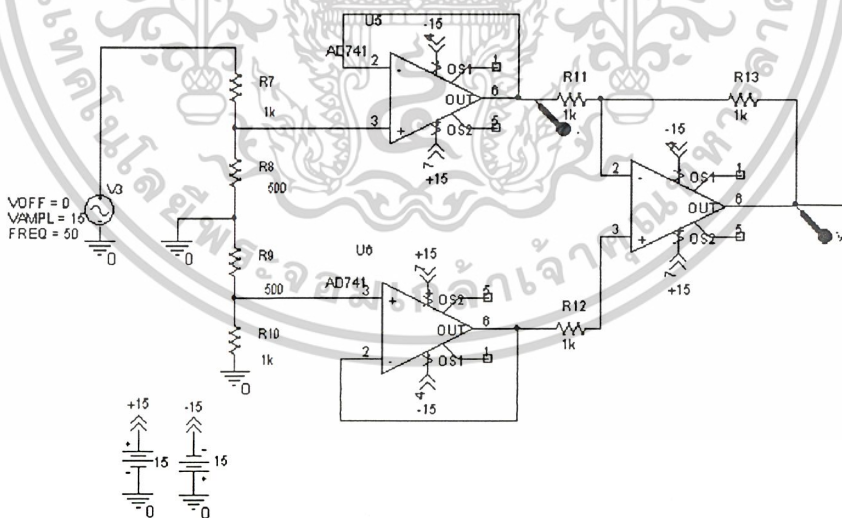 U5
-15
4
AD741
2
-
OS1
1
OUT
6
OS2
5
3
+
7
+15
R7
1k
R8
500
V3
VOFF = 0
VAMPL = 15
FREQ = 50
0
0
R9
500
R10
1k
0
R11
1k
R13
1k
-15
4
2
-
OS1
1
OUT
6
OS2
5
3
+
7
+15
V
U6
+15
7
AD741
3
+
OS2
5
OUT
6
OS1
1
2
-
4
-15
R12
1k
+15
-15
+
15
-
0
-
15
+
0